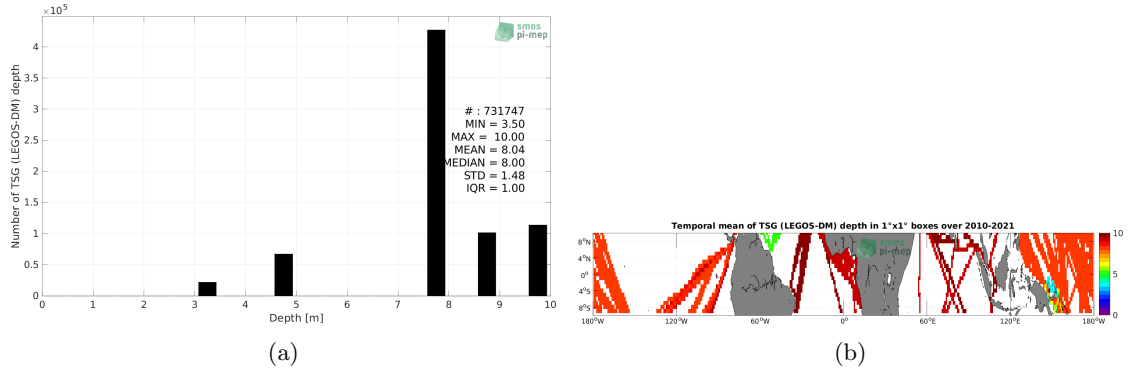 ×10⁵
smos
pi-mep
4
3.5
3
2.5
2
1.5
1
0.5
0
Number of TSG (LEGOS-DM) depth
# : 731747
MIN = 3.50
MAX = 10.00
MEAN = 8.04
MEDIAN = 8.00
STD = 1.48
IQR = 1.00
0 1 2 3 4 5 6 7 8 9 10
Depth [m]
(a)
Temporal mean of TSG (LEGOS-DM) depth in 1°x1° boxes over 2010-2021
smos
pi-mep
8°N
4°N
0°
4°S
8°S
180°W 120°W 60°W 0° 60°E 120°E 180°W
10
5
0
(b)